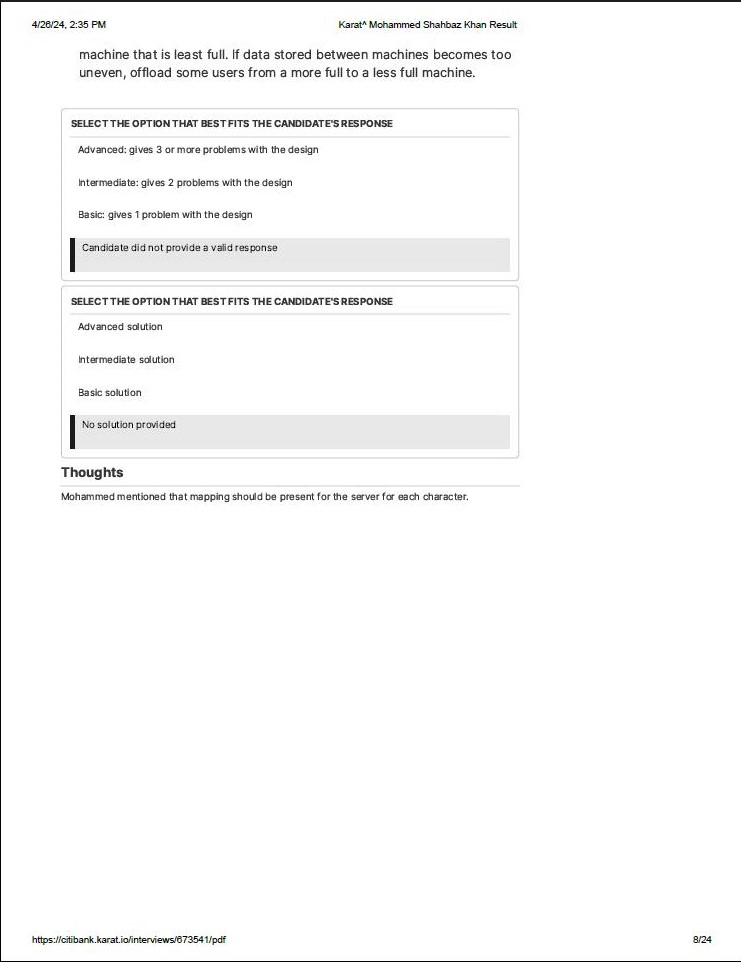 4/26/24, 2:35 PM Karat^ Mohammed Shahbaz Khan Result
machine that is least full. If data stored between machines becomes too
uneven, offload some users from a more full to a less full machine.
SELECT THE OPTION THAT BEST FITS THE CANDIDATE'S RESPONSE
Advanced: gives 3 or more problems with the design
Intermediate: gives 2 problems with the design
Basic: gives 1 problem with the design
Candidate did not provide a valid response
SELECT THE OPTION THAT BEST FITS THE CANDIDATE'S RESPONSE
Advanced solution
Intermediate solution
Basic solution
No solution provided
Thoughts
Mohammed mentioned that mapping should be present for the server for each character.
https://citibank.karat.io/interviews/673541/pdf 8/24